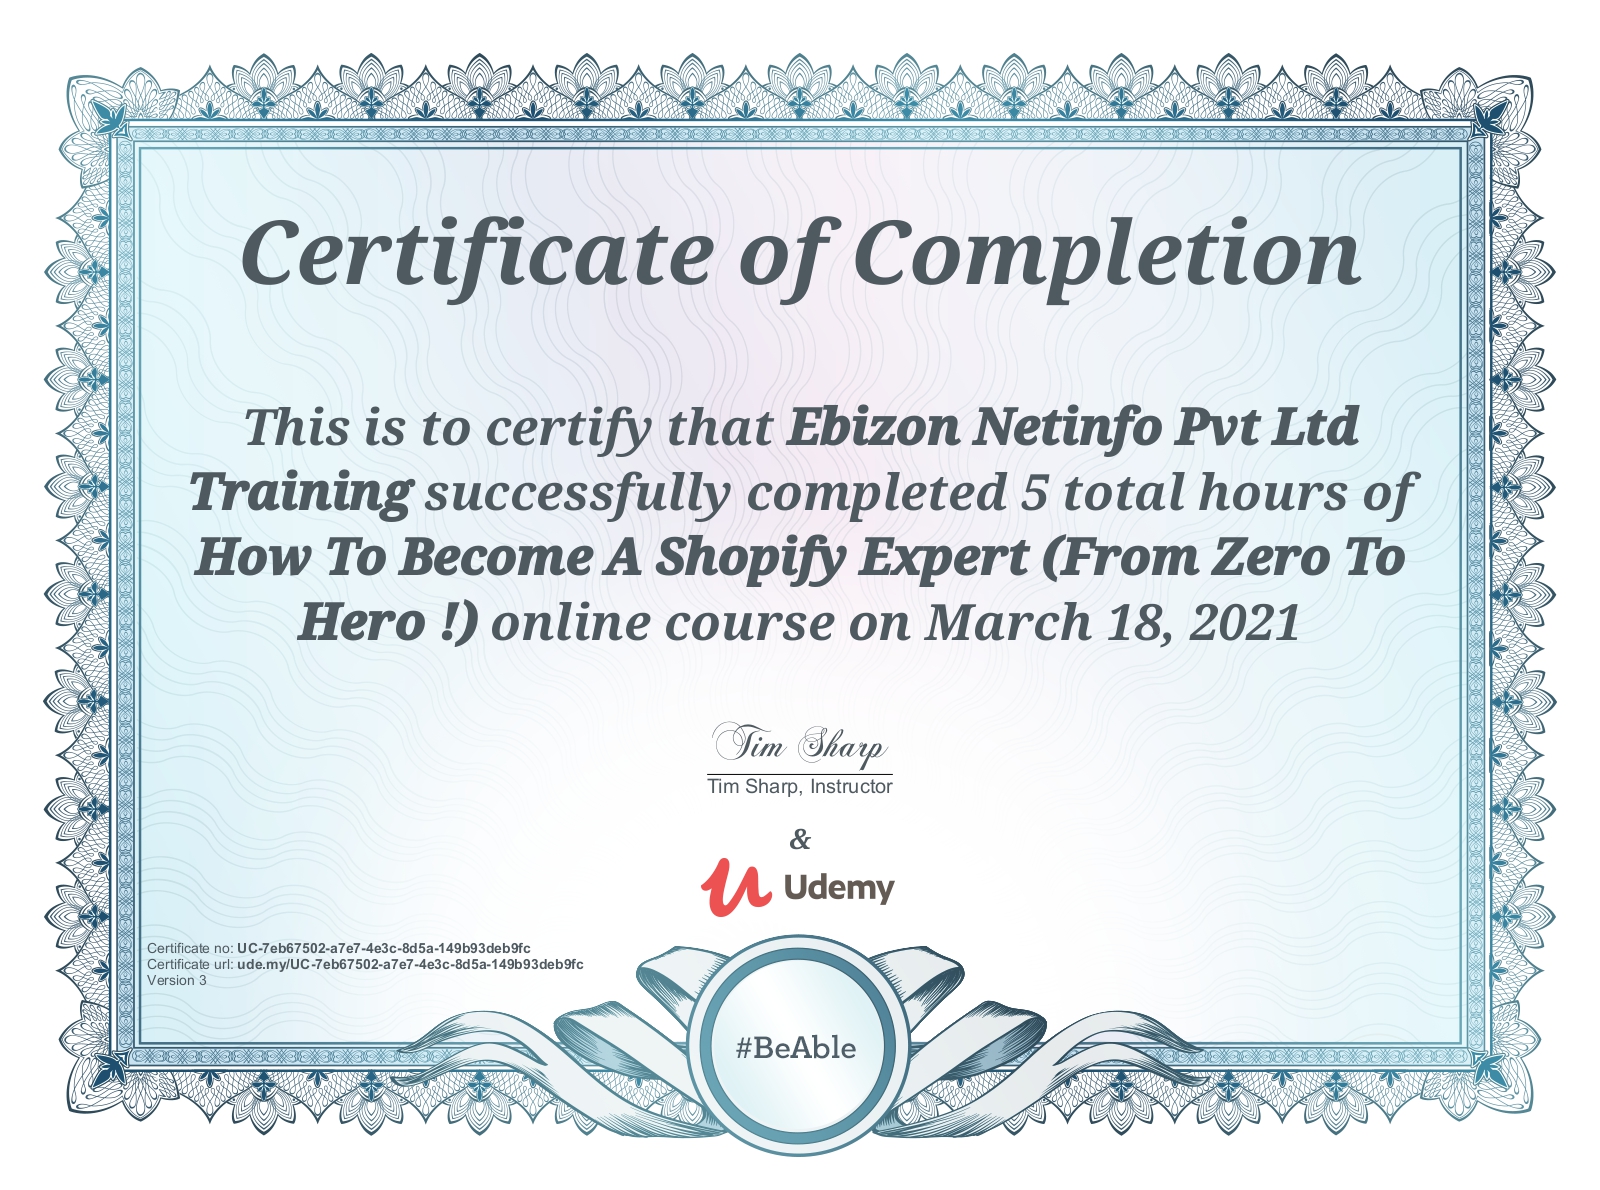 Certificate of Completion
This is to certify that Ebizon Netinfo Pvt Ltd
Training successfully completed 5 total hours of
How To Become A Shopify Expert (From Zero To
Hero !) online course on March 18, 2021
Tim Sharp
Tim Sharp, Instructor
&
Udemy
Certificate no: UC-7eb67502-a7e7-4e3c-8d5a-149b93deb9fc
Certificate url: ude.my/UC-7eb67502-a7e7-4e3c-8d5a-149b93deb9fc
Version 3
#BeAble